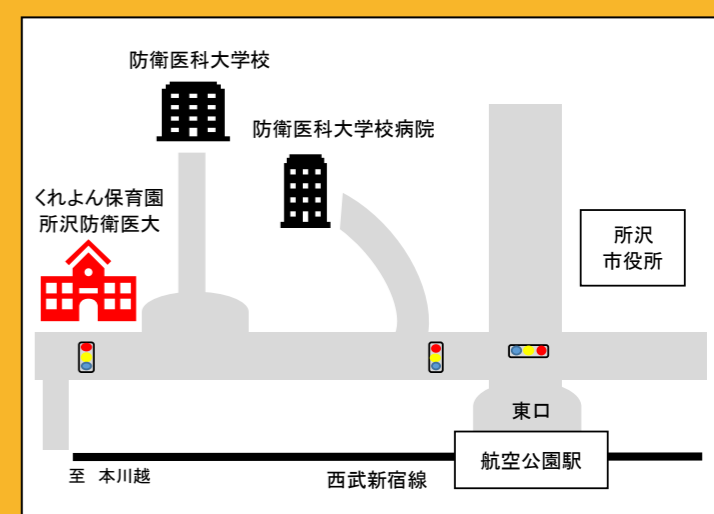 防衛医科大学校
防衛医科大学校病院
くれよん保育園
所沢防衛医大
所沢
市役所
東口
航空公園駅
至 本川越
西武新宿線